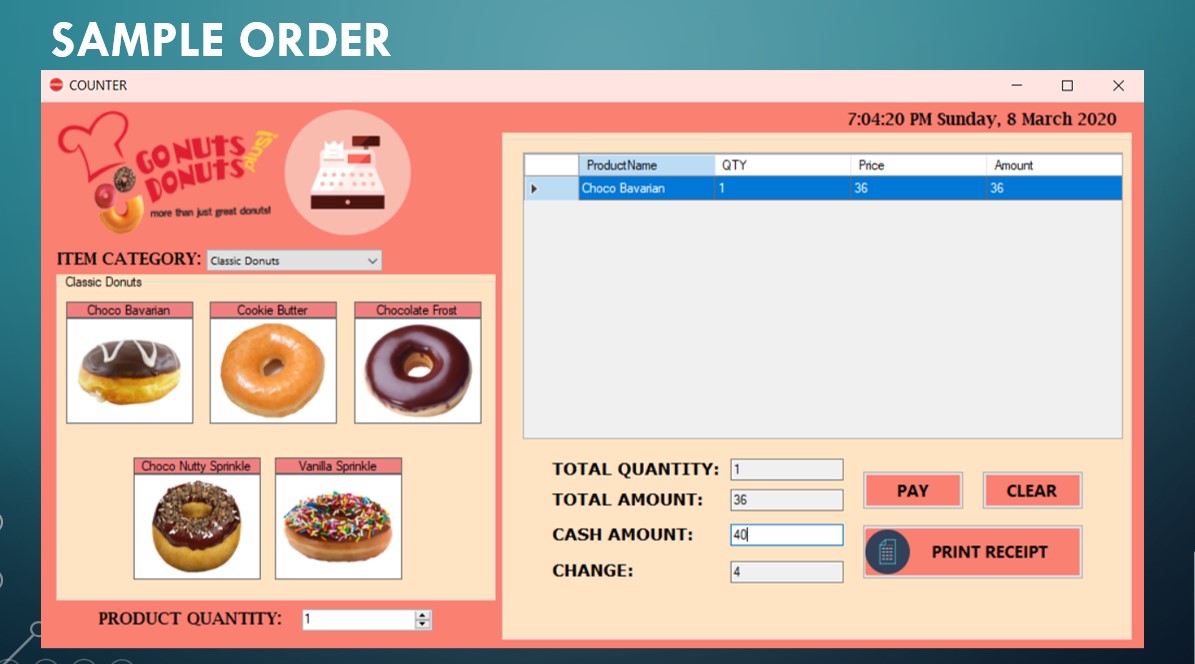 SAMPLE ORDER
COUNTER
GO NUTS
DONUTS
plus!
more than just great donuts!
7:04:20 PM Sunday, 8 March 2020
ProductName QTY Price Amount
Choco Bavarian 1 36 36
ITEM CATEGORY: Classic Donuts
Classic Donuts
Choco Bavarian Cookie Butter Chocolate Frost
Choco Nutty Sprinkle Vanilla Sprinkle
PRODUCT QUANTITY: 1
TOTAL QUANTITY: 1
TOTAL AMOUNT: 36
CASH AMOUNT: 40
CHANGE: 4
PAY CLEAR
PRINT RECEIPT